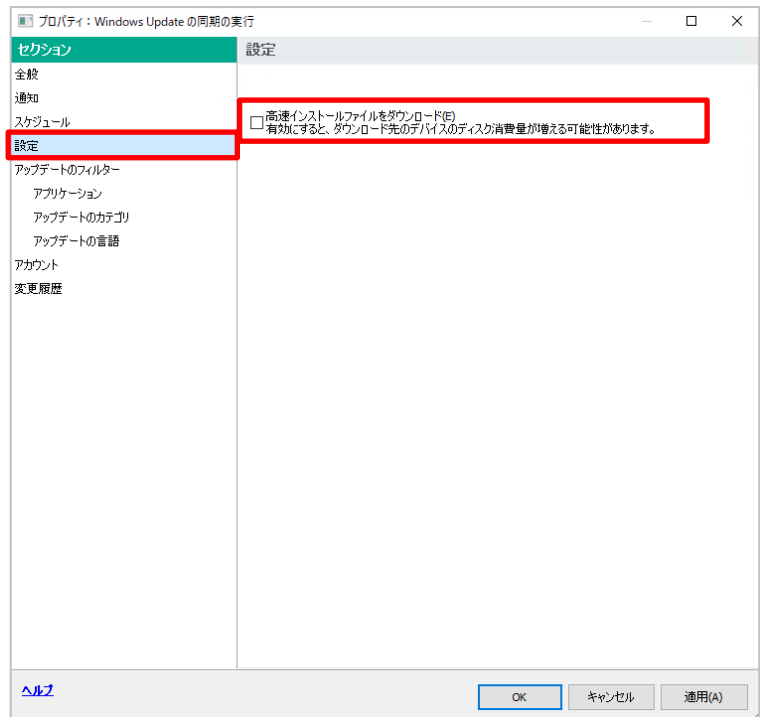 プロパティ：Windows Update の同期の実行
セクション
全般
通知
スケジュール
設定
アップデートのフィルター
アプリケーション
アップデートのカテゴリ
アップデートの言語
アカウント
変更履歴
設定
高速インストールファイルをダウンロード(E)
有効にすると、ダウンロード先のデバイスのディスク消費量が増える可能性があります。
ヘルプ
OK
キャンセル
適用(A)